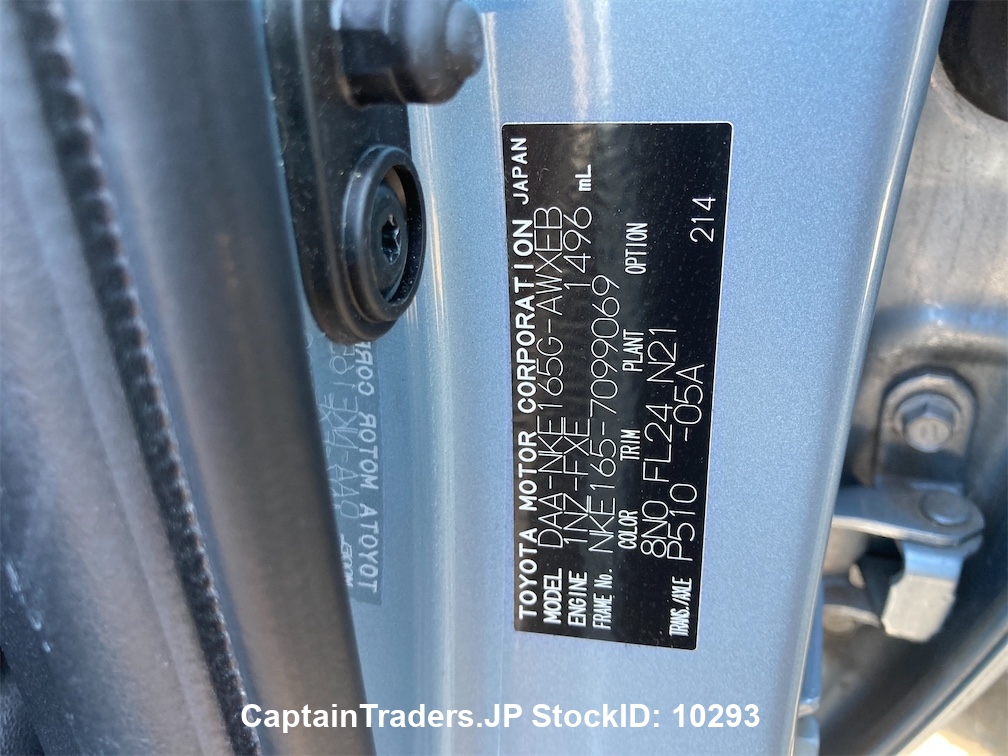 TOYOTA MOTOR CORPORATION JAPAN
MODEL DAA-NKE165G-AWXEB
ENGINE 1NZ-FXE 1496 mL
FRAME No. NKE165-7099069
COLOR TRIM PLANT OPTION
8N0 FL24 N21
TRANS./AXLE P510 -05A 214
CaptainTraders.JP StockID: 10293